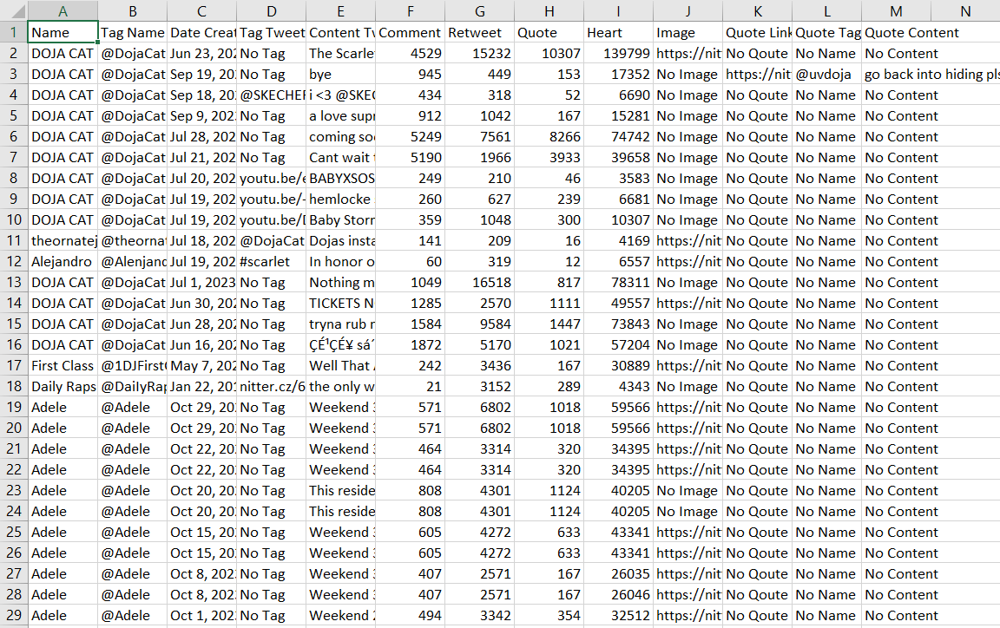 A B C D E F G H I J K L M N
1 Name Tag Name Date Creat Tag Tweet Content Tv Comment Retweet Quote Heart Image Quote Link Quote Tag Quote Content
2 DOJA CAT @DojaCat Jun 23, 202 No Tag The Scarle 4529 15232 10307 139799 https://nit No Qoute No Name No Content
3 DOJA CAT @DojaCat Sep 19, 20 No Tag bye 945 449 153 17352 No Image https://nit @uvdoja go back into hiding pls
4 DOJA CAT @DojaCat Sep 18, 20 @SKECHER i <3 @SKEC 434 318 52 6690 No Image No Qoute No Name No Content
5 DOJA CAT @DojaCat Sep 9, 202 No Tag a love supr 912 1042 167 15281 No Image No Qoute No Name No Content
6 DOJA CAT @DojaCat Jul 28, 202 No Tag coming soo 5249 7561 8266 74742 No Image No Qoute No Name No Content
7 DOJA CAT @DojaCat Jul 21, 202 No Tag Cant wait 5190 1966 3933 39658 No Image No Qoute No Name No Content
8 DOJA CAT @DojaCat Jul 20, 202 youtu.be/e BABYXSOS 249 210 46 3583 No Image No Qoute No Name No Content
9 DOJA CAT @DojaCat Jul 19, 202 youtu.be/- hemlocke 260 627 239 6681 No Image No Qoute No Name No Content
10 DOJA CAT @DojaCat Jul 19, 202 youtu.be/D Baby Storr 359 1048 300 10307 No Image No Qoute No Name No Content
11 theornatej @theorna Jul 18, 202 @DojaCat Dojas insta 141 209 16 4169 https://nit No Qoute No Name No Content
12 Alejandro @Alenjand Jul 19, 202 #scarlet In honor o 60 319 12 6557 https://nit No Qoute No Name No Content
13 DOJA CAT @DojaCat Jul 1, 2023 No Tag Nothing m 1049 16518 817 78311 No Image No Qoute No Name No Content
14 DOJA CAT @DojaCat Jun 30, 202 No Tag TICKETS N 1285 2570 1111 49557 https://nit No Qoute No Name No Content
15 DOJA CAT @DojaCat Jun 28, 202 No Tag tryna rub r 1584 9584 1447 73843 No Image No Qoute No Name No Content
16 DOJA CAT @DojaCat Jun 16, 202 No Tag ÇÉ¹ÇÉ¥ sá´ 1872 5170 1021 57204 No Image No Qoute No Name No Content
17 First Class @1DJFirst May 7, 202 No Tag Well That 242 3436 167 30889 https://nit No Qoute No Name No Content
18 Daily Raps @DailyRap Jan 22, 201 nitter.cz/6 the only w 21 3152 289 4343 No Image No Qoute No Name No Content
19 Adele @Adele Oct 29, 20 No Tag Weekend 571 6802 1018 59566 https://nit No Qoute No Name No Content
20 Adele @Adele Oct 29, 20 No Tag Weekend 571 6802 1018 59566 https://nit No Qoute No Name No Content
21 Adele @Adele Oct 22, 20 No Tag Weekend 464 3314 320 34395 https://nit No Qoute No Name No Content
22 Adele @Adele Oct 22, 20 No Tag Weekend 464 3314 320 34395 https://nit No Qoute No Name No Content
23 Adele @Adele Oct 20, 20 No Tag This reside 808 4301 1124 40205 No Image No Qoute No Name No Content
24 Adele @Adele Oct 20, 20 No Tag This reside 808 4301 1124 40205 No Image No Qoute No Name No Content
25 Adele @Adele Oct 15, 20 No Tag Weekend 605 4272 633 43341 https://nit No Qoute No Name No Content
26 Adele @Adele Oct 15, 20 No Tag Weekend 605 4272 633 43341 https://nit No Qoute No Name No Content
27 Adele @Adele Oct 8, 202 No Tag Weekend 407 2571 167 26035 https://nit No Qoute No Name No Content
28 Adele @Adele Oct 8, 202 No Tag Weekend 407 2571 167 26046 https://nit No Qoute No Name No Content
29 Adele @Adele Oct 1, 202 No Tag Weekend 494 3342 354 32512 https://nit No Qoute No Name No Content